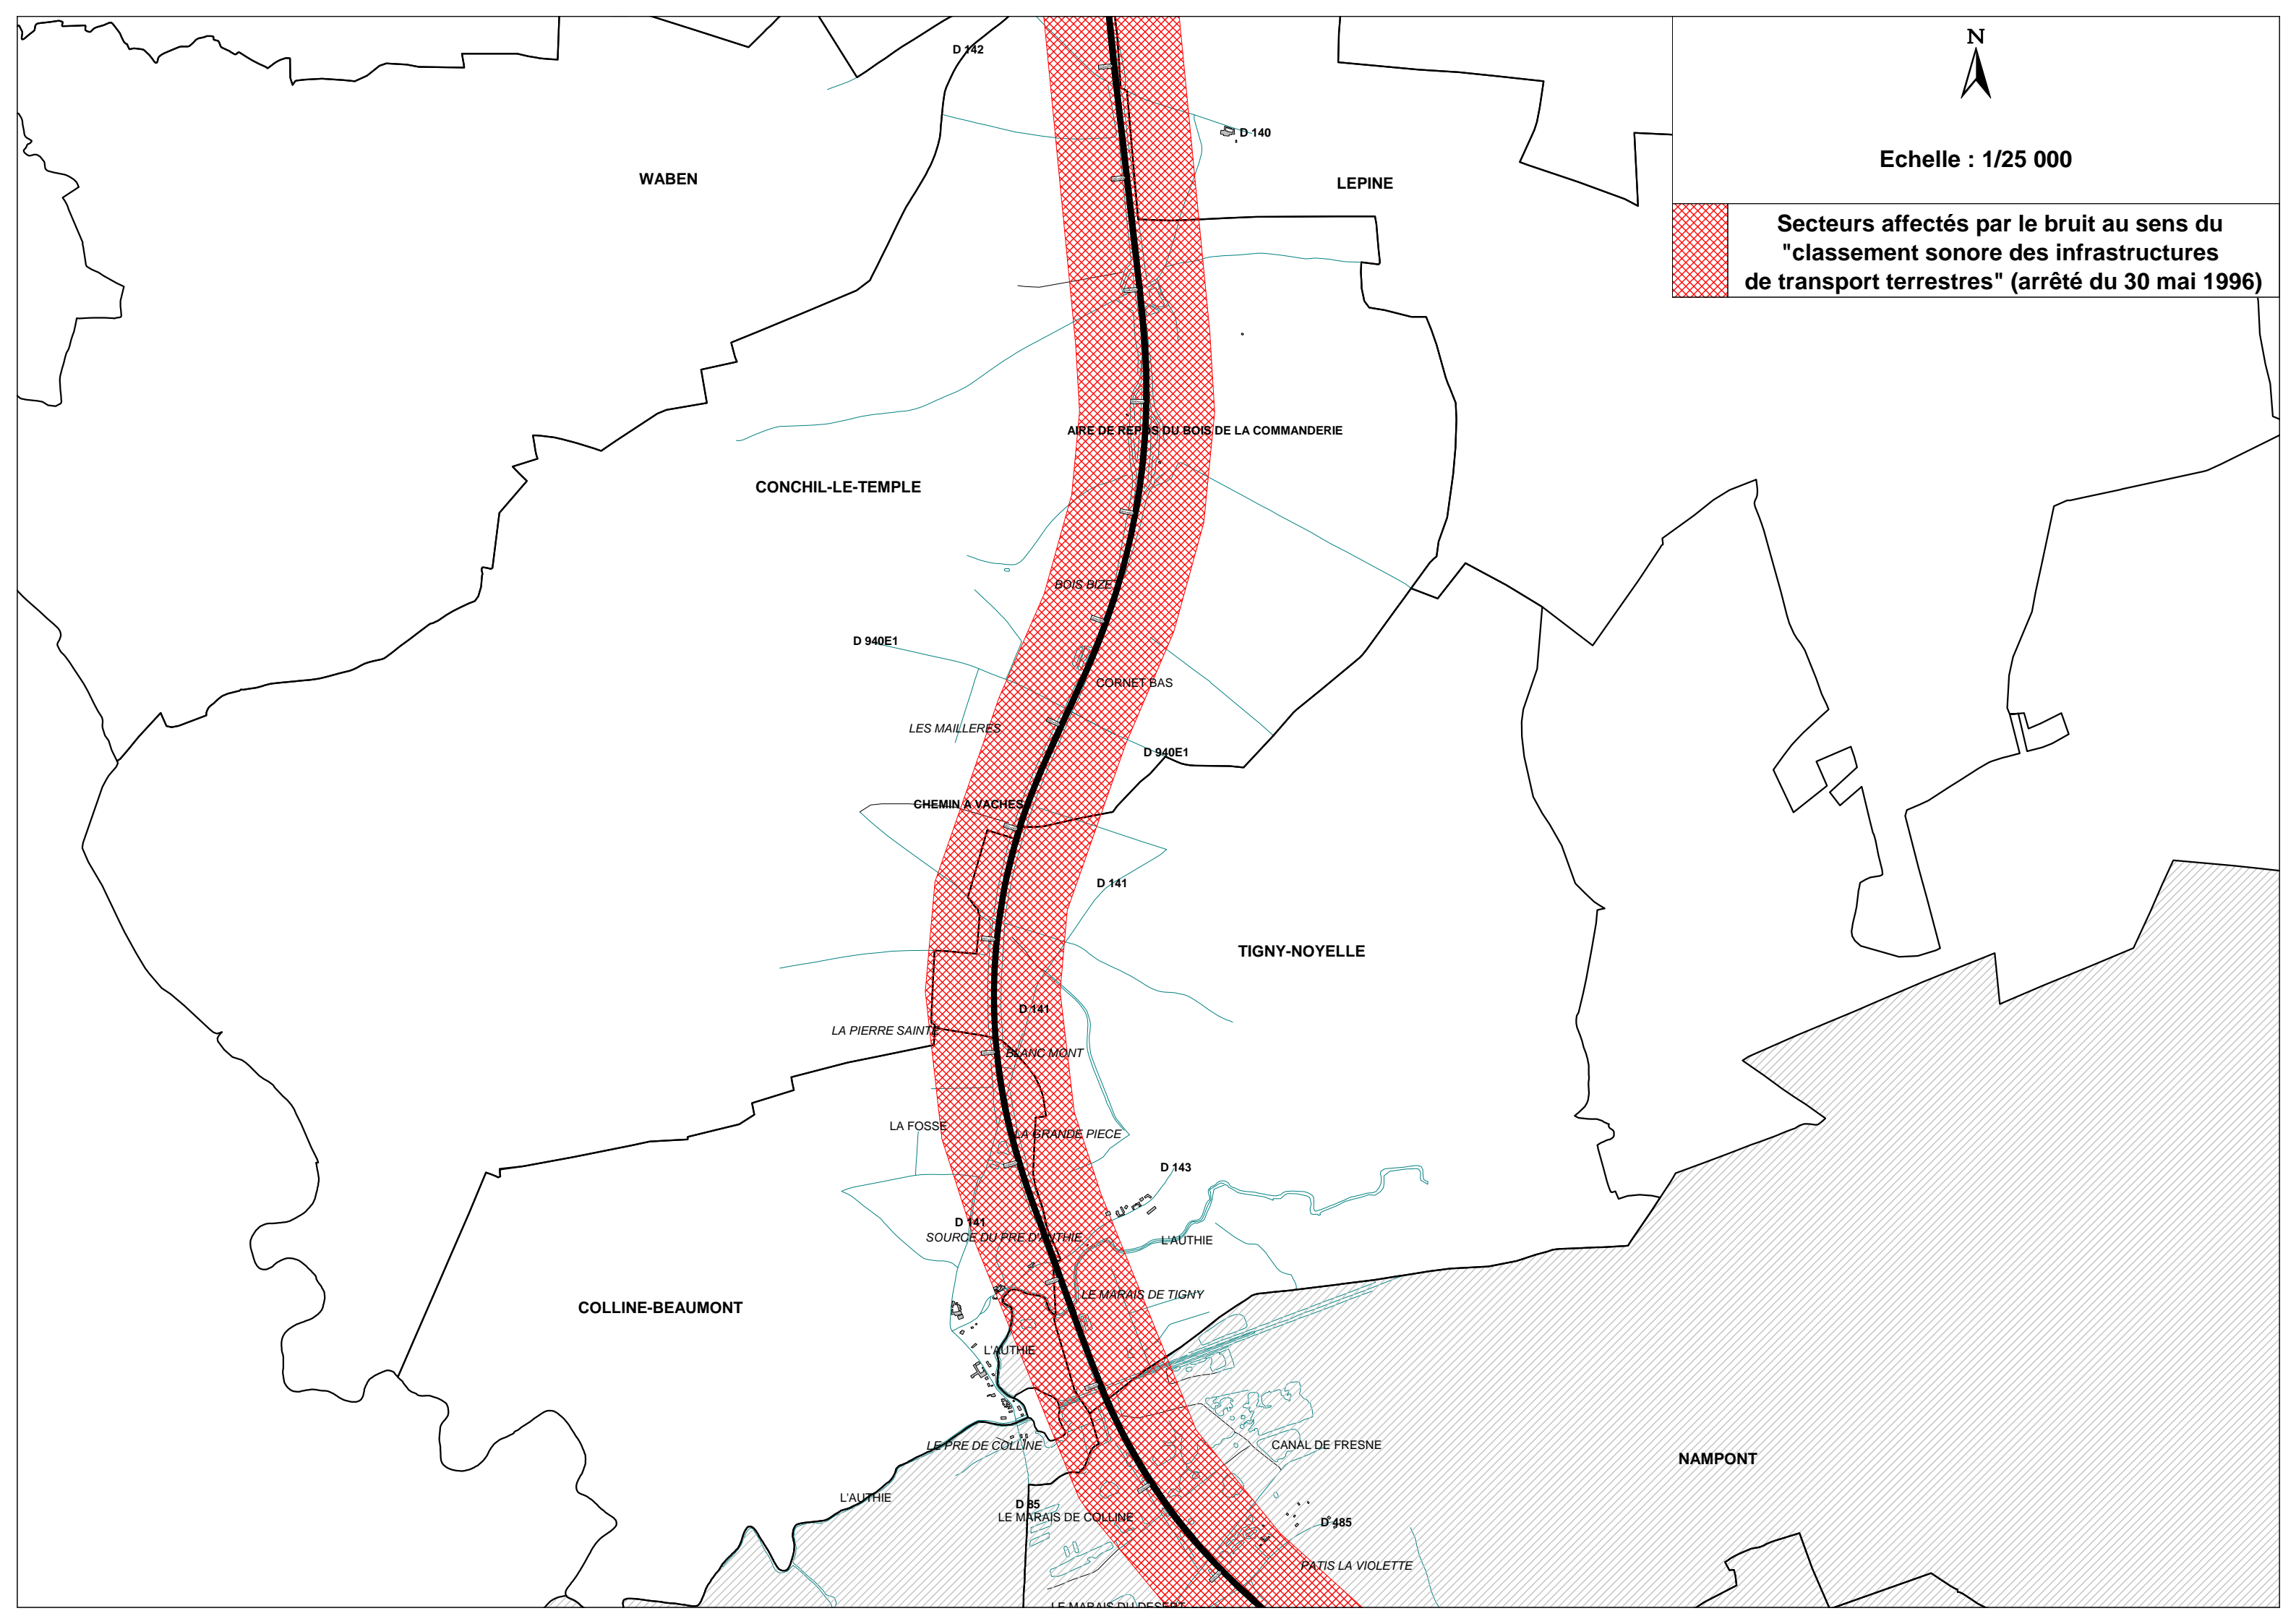 N
D 142
D 140
Echelle : 1/25 000
WABEN
LEPINE
Secteurs affectés par le bruit au sens du
"classement sonore des infrastructures
de transport terrestres" (arrêté du 30 mai 1996)
AIRE DE REPOS DU BOIS DE LA COMMANDERIE
CONCHIL-LE-TEMPLE
BOIS BIZET
D 940E1
CORNET BAS
LES MAILLERES
D 940E1
CHEMIN A VACHES
D 141
TIGNY-NOYELLE
D 141
LA PIERRE SAINTE
BLANC MONT
LA FOSSE
LA GRANDE PIECE
D 143
D 141
SOURCE DU PRE D'AUTHIE
L'AUTHIE
LE MARAIS DE TIGNY
COLLINE-BEAUMONT
L'AUTHIE
LE PRE DE COLLINE
CANAL DE FRESNE
NAMPONT
L'AUTHIE
D 85
LE MARAIS DE COLLINE
D 485
PATIS LA VIOLETTE
LE MARAIS DU DESERT